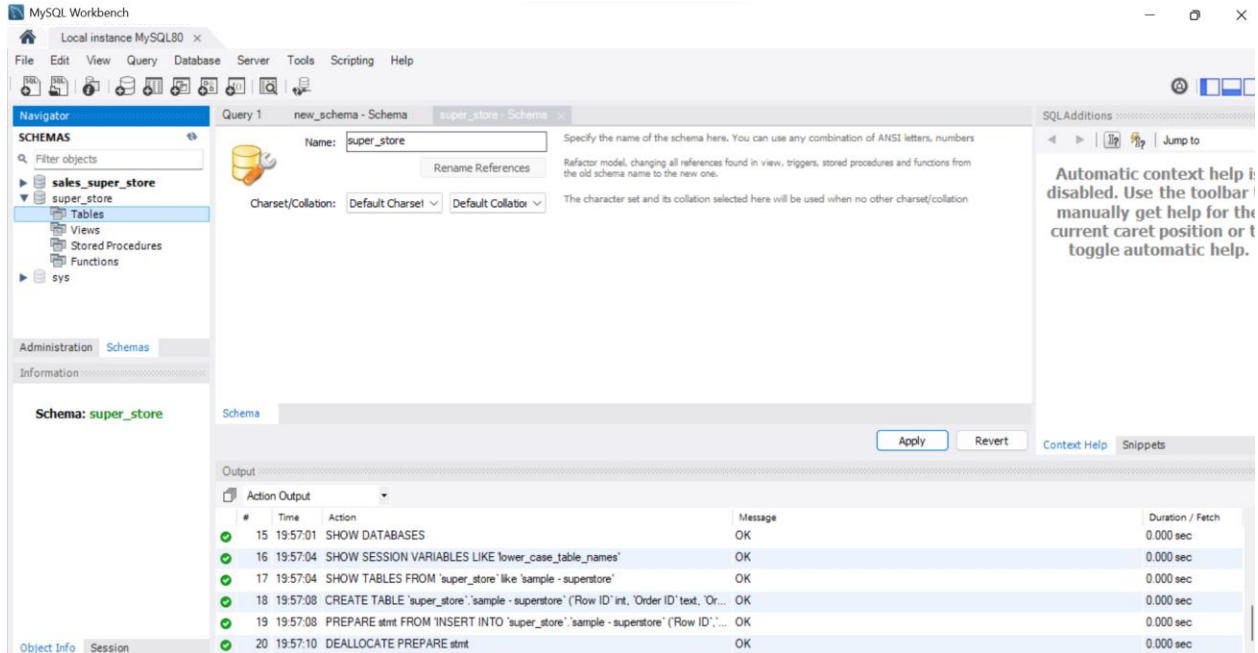 MySQL Workbench
Local instance MySQL80
File Edit View Query Database Server Tools Scripting Help
Navigator
SCHEMAS
Filter objects
sales_super_store
super_store
Tables
Views
Stored Procedures
Functions
sys
Administration Schemas
Information
Schema: super_store
Object Info Session
Query 1 new_schema - Schema super_store - Schema
Name: super_store
Specify the name of the schema here. You can use any combination of ANSI letters, numbers
Rename References
Refactor model, changing all references found in view, triggers, stored procedures and functions from
the old schema name to the new one.
Charset/Collation: Default Charset Default Collation
The character set and its collation selected here will be used when no other charset/collation
Schema
Apply Revert
SQLAdditions
Jump to
Automatic context help is
disabled. Use the toolbar
manually get help for the
current caret position or t
toggle automatic help.
Context Help Snippets
Output
Action Output
# Time Action Message Duration / Fetch
15 19:57:01 SHOW DATABASES OK 0.000 sec
16 19:57:04 SHOW SESSION VARIABLES LIKE 'lower_case_table_names' OK 0.000 sec
17 19:57:04 SHOW TABLES FROM `super_store` like 'sample - superstore' OK 0.000 sec
18 19:57:08 CREATE TABLE `super_store`.`sample - superstore` (`Row ID` int, `Order ID` text, `Or... OK 0.000 sec
19 19:57:08 PREPARE stmt FROM 'INSERT INTO `super_store`.`sample - superstore` (`Row ID`,`... OK 0.000 sec
20 19:57:10 DEALLOCATE PREPARE stmt OK 0.000 sec